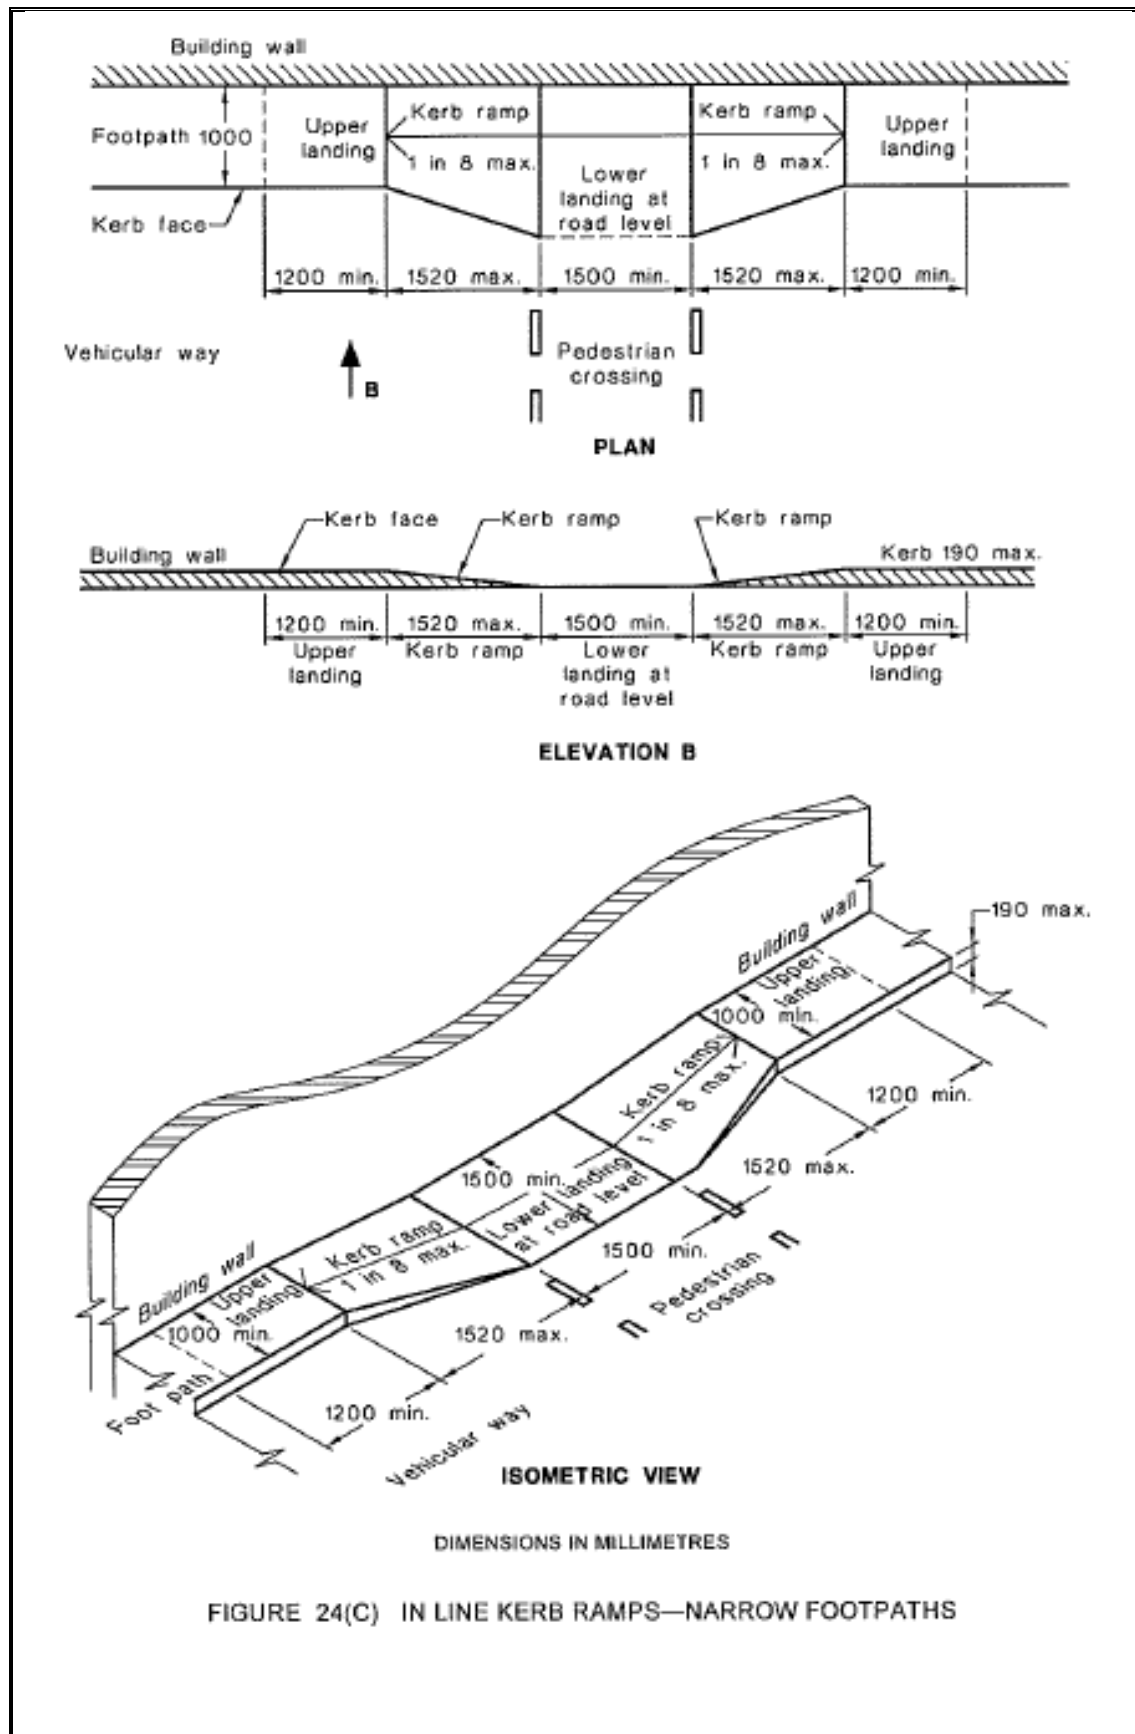 Building wall
Footpath 1000
Upper
landing
Kerb ramp
1 in 8 max.
Lower
landing at
road level
Kerb ramp
1 in 8 max.
Upper
landing
Kerb face
1200 min.
1520 max.
1500 min.
1520 max.
1200 min.
Vehicular way
B
Pedestrian
crossing
PLAN
Kerb face
Kerb ramp
Kerb ramp
Building wall
Kerb 190 max.
1200 min.
1520 max.
1500 min.
1520 max.
1200 min.
Upper
landing
Kerb ramp
Lower
landing at
road level
Kerb ramp
Upper
landing
ELEVATION B
190 max.
Building wall
Upper
landing
1000 min.
Kerb ramp
1 in 8 max.
1200 min.
1520 max.
1500 min.
Lower landing
at road level
1500 min.
Pedestrian
crossing
Kerb ramp
1 in 8 max.
Building wall
Upper
landing
1000 min.
1520 max.
Foot path
1200 min.
Vehicular way
ISOMETRIC VIEW
DIMENSIONS IN MILLIMETRES
FIGURE 24(C) IN LINE KERB RAMPS—NARROW FOOTPATHS